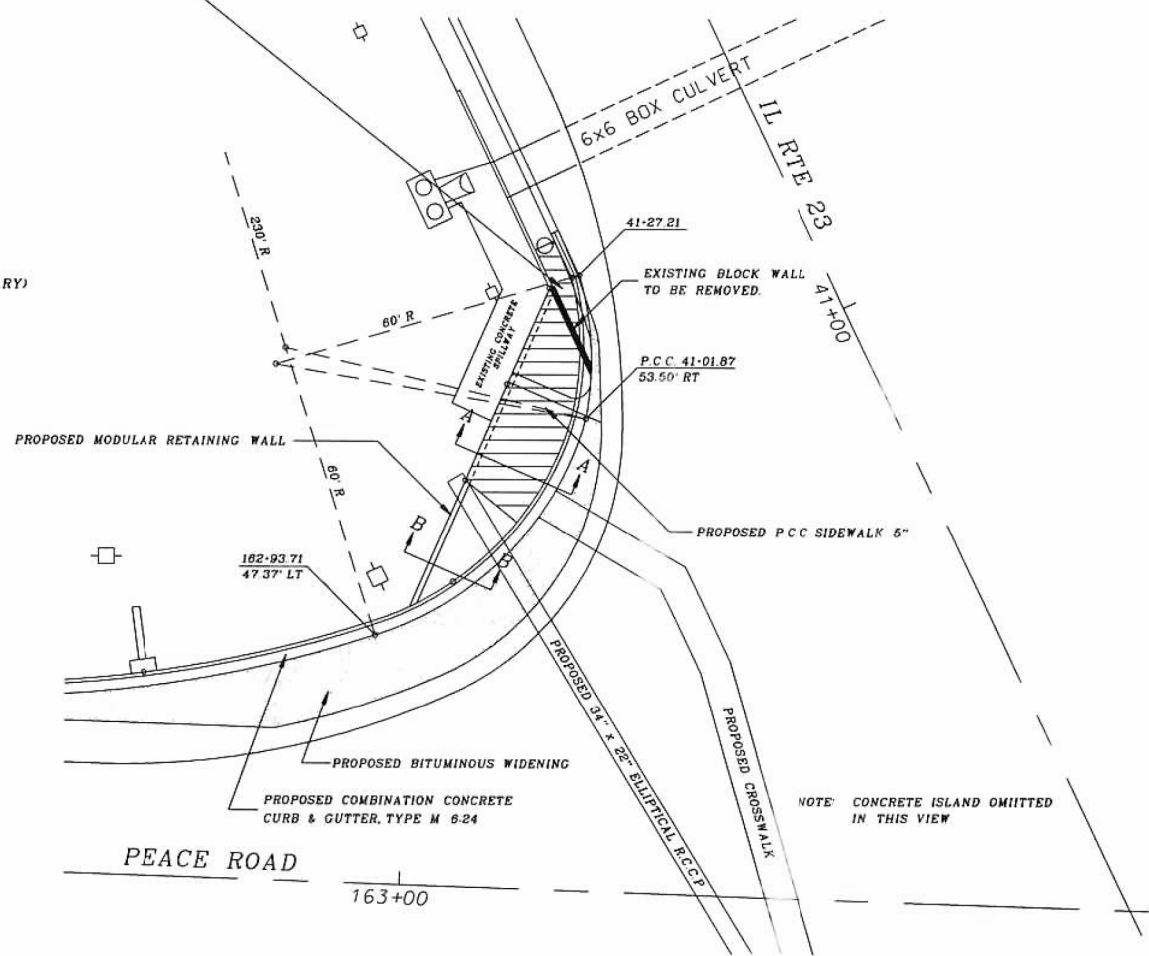 6x6 BOX CULVERT
IL RTE 23
230' R
41+27.21
RY)
EXISTING BLOCK WALL
TO BE REMOVED.
41+00
60' R
EXISTING CONCRETE
SPILLWAY
P.C.C. 41+01.87
53.50' RT
A
PROPOSED MODULAR RETAINING WALL
A
60' R
B
PROPOSED P C C SIDEWALK 5"
162+93.71
47.37' LT
B
PROPOSED 34" x 22" ELLIPTICAL R.C.C.P
PROPOSED CROSSWALK
PROPOSED BITUMINOUS WIDENING
PROPOSED COMBINATION CONCRETE
CURB & GUTTER, TYPE M 6-24
NOTE: CONCRETE ISLAND OMIITTED
IN THIS VIEW
PEACE ROAD
163+00